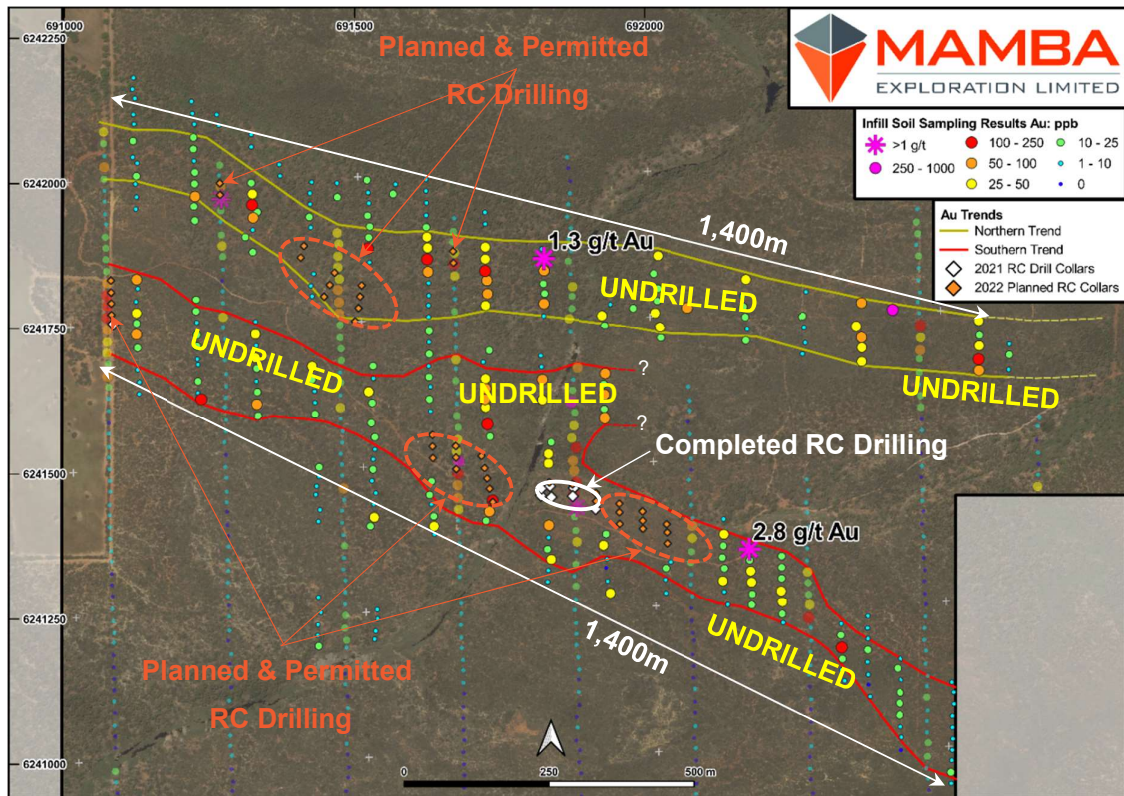 691000
691500
692000
6242250
Planned & Permitted
RC Drilling
MAMBA
EXPLORATION LIMITED
Infill Soil Sampling Results Au: ppb
>1 g/t
250 - 1000
100 - 250
50 - 100
25 - 50
10 - 25
1 - 10
0
6242000
Au Trends
Northern Trend
Southern Trend
2021 RC Drill Collars
2022 Planned RC Collars
1,400m
1.3 g/t Au
UNDRILLED
6241750
UNDRILLED
UNDRILLED
UNDRILLED
?
?
Completed RC Drilling
6241500
2.8 g/t Au
6241250
1,400m
UNDRILLED
Planned & Permitted
RC Drilling
6241000
0
250
500 m